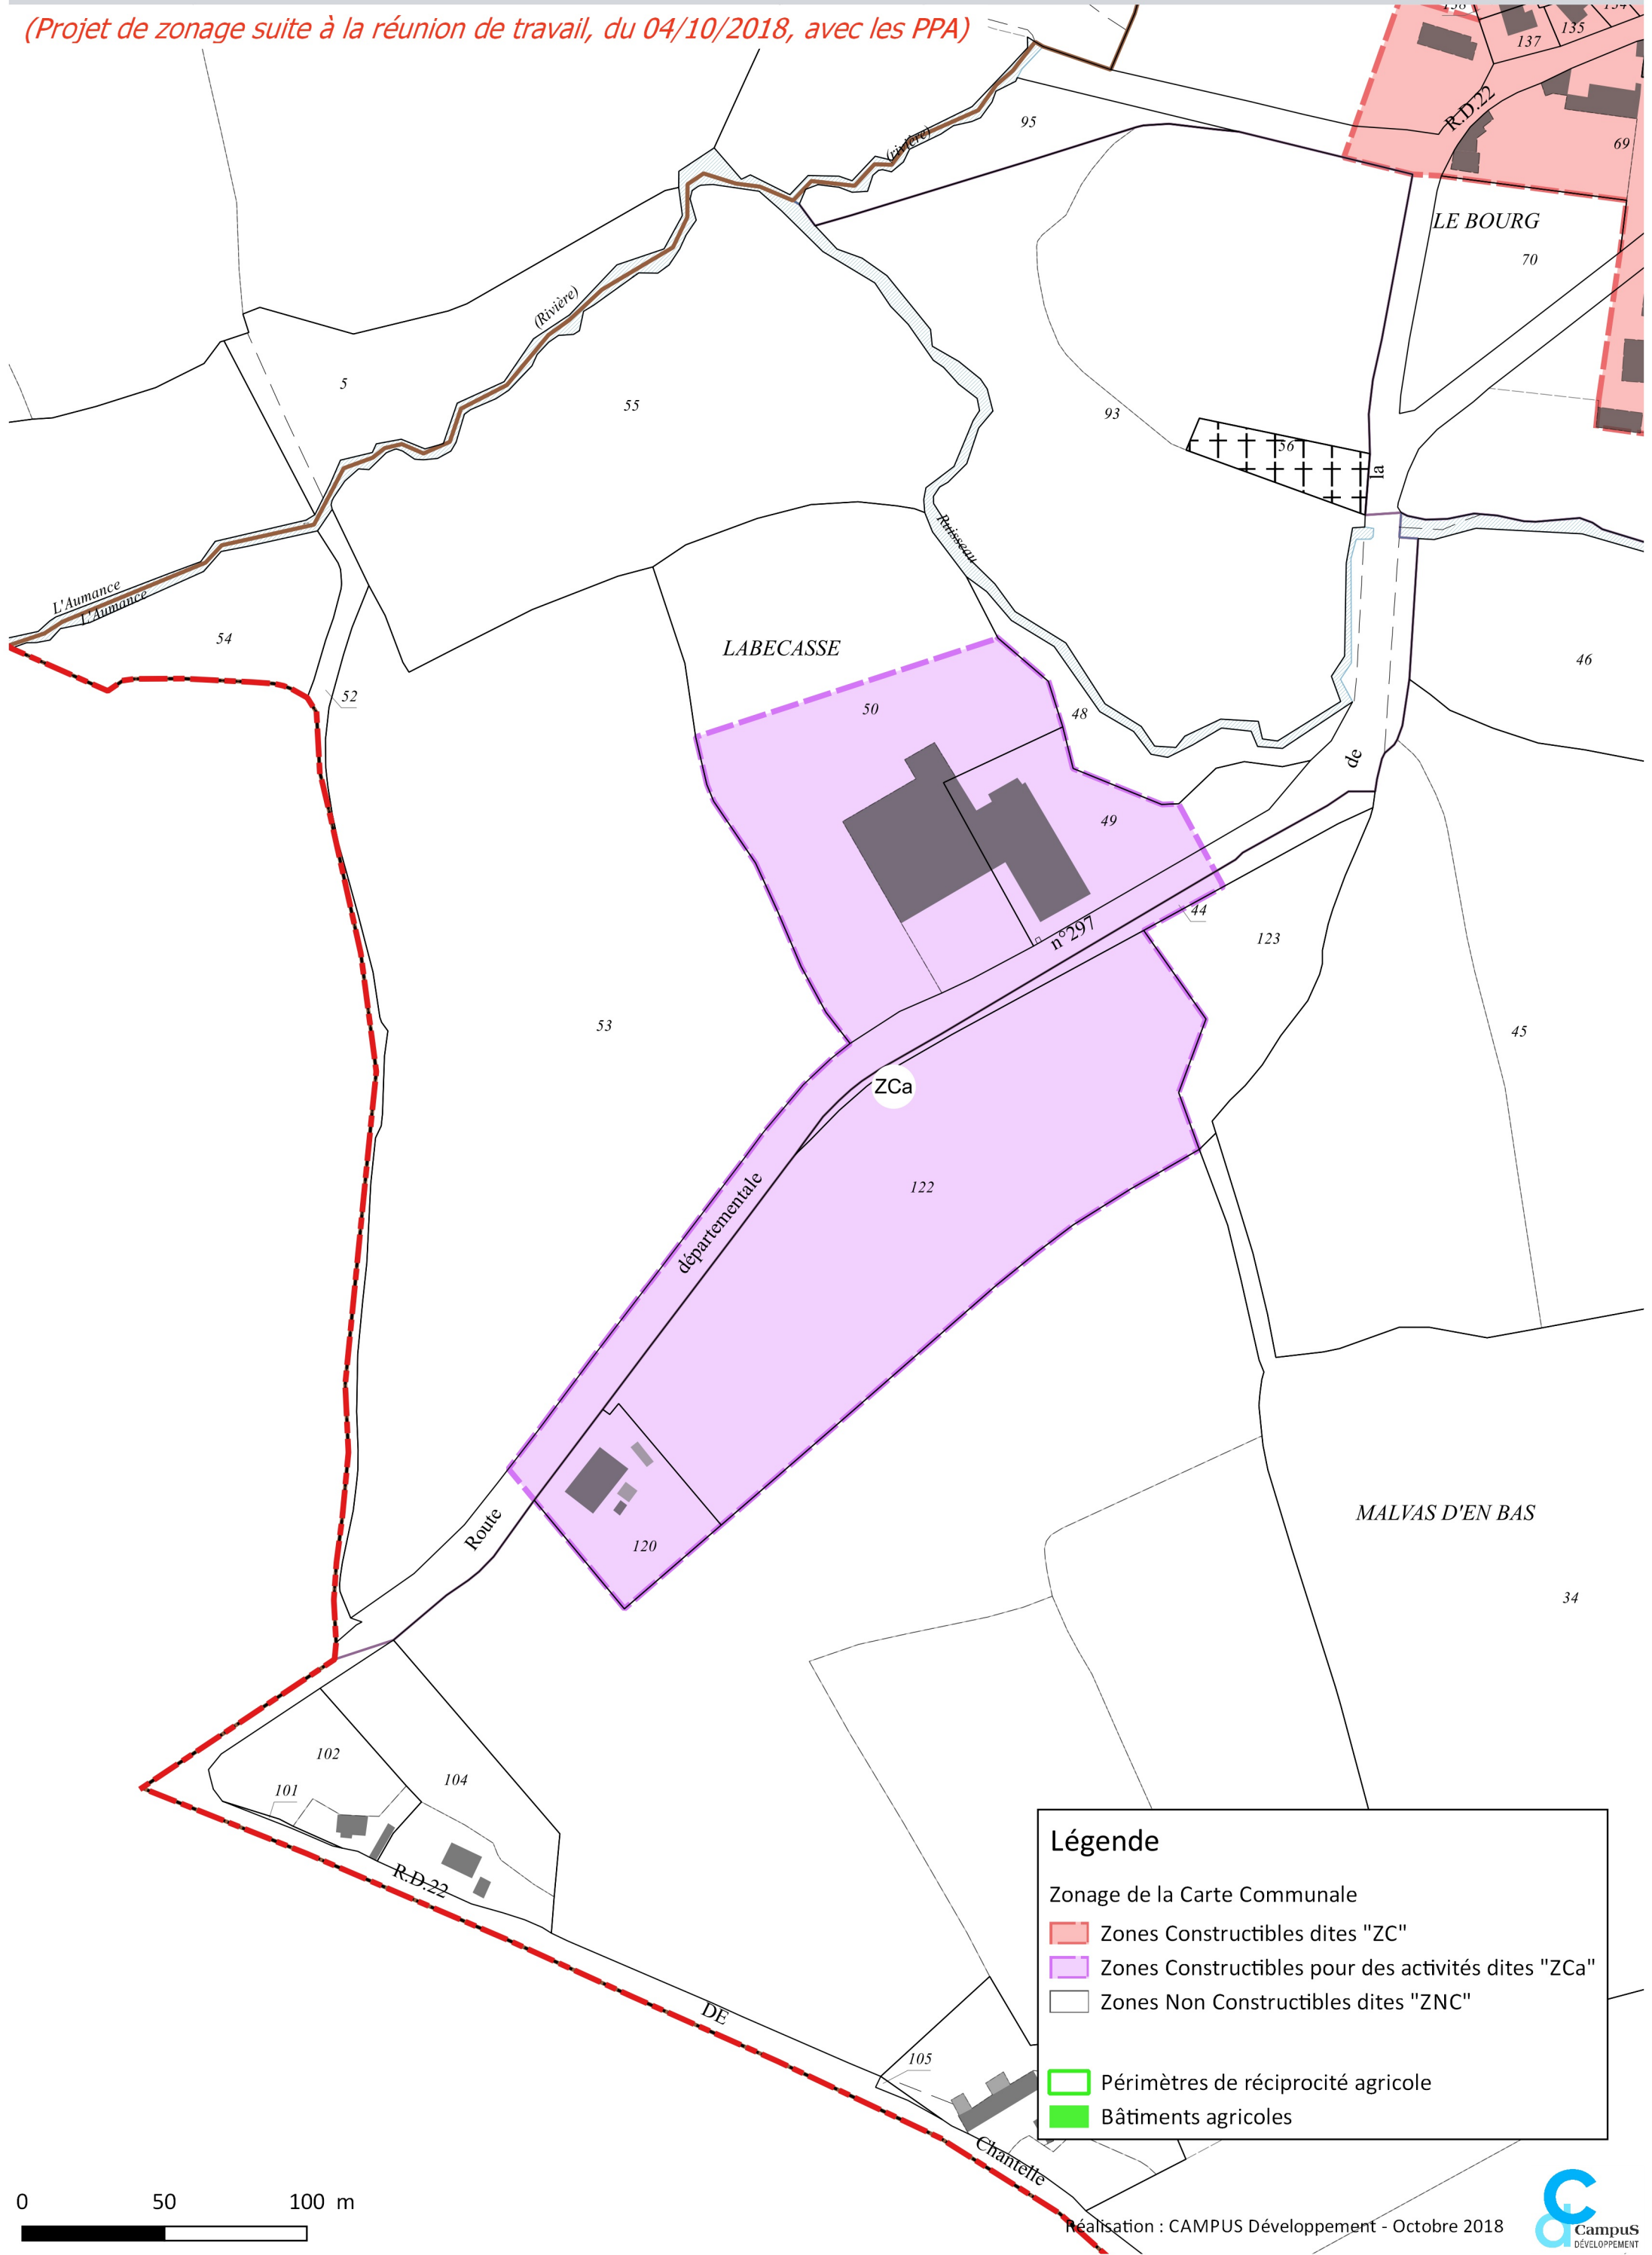 (Projet de zonage suite à la réunion de travail, du 04/10/2018, avec les PPA)
138
134
137
135
R.D.22
69
95
(rivière)
LE BOURG
70
(Rivière)
5
55
93
56
la
Ruisseau
L'Aumance
L'Aumance
54
LABECASSE
46
52
50
48
de
49
44
n°297
123
53
45
ZCa
122
départementale
Route
120
MALVAS D'EN BAS
34
102
101
104
R.D.22
DE
105
Chantelle
Légende
Zonage de la Carte Communale
Zones Constructibles dites "ZC"
Zones Constructibles pour des activités dites "ZCa"
Zones Non Constructibles dites "ZNC"
Périmètres de réciprocité agricole
Bâtiments agricoles
0 50 100 m
Réalisation : CAMPUS Développement - Octobre 2018
CampuS
DÉVELOPPEMENT